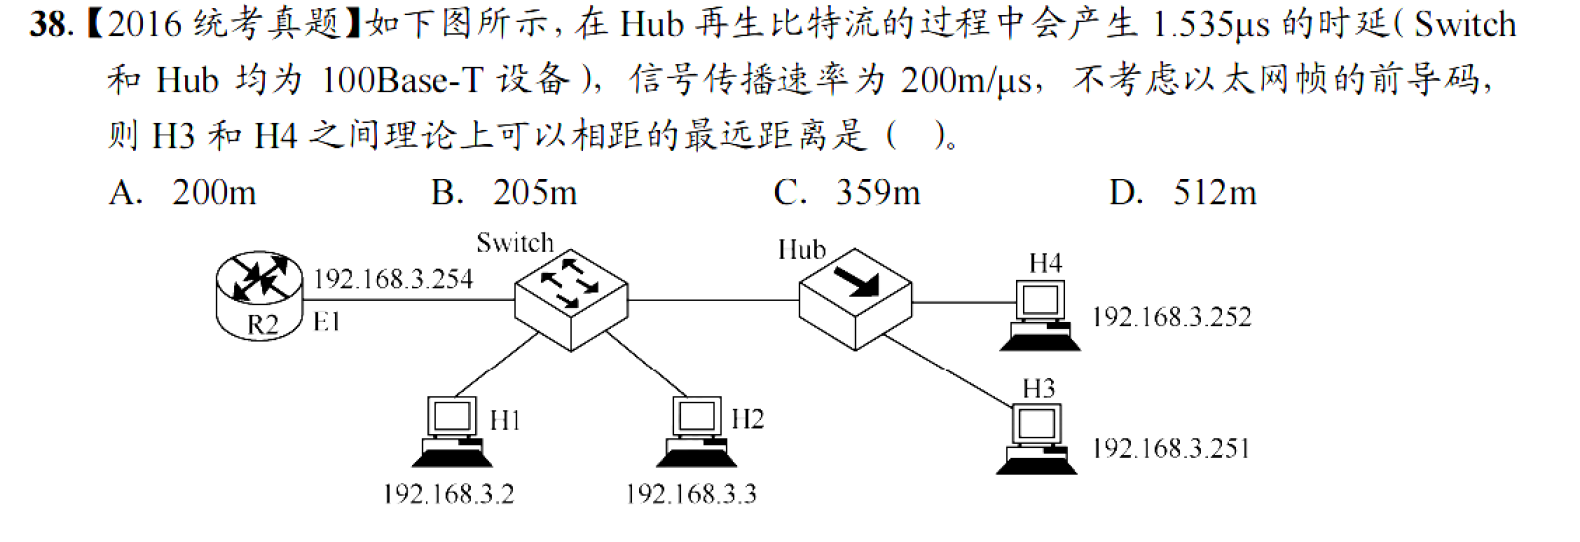 38.【2016 统考真题】如下图所示，在 Hub 再生比特流的过程中会产生 1.535μs 的时延( Switch
和 Hub 均为 100Base-T 设备 )，信号传播速率为 200m/μs，不考虑以太网帧的前导码，
则 H3 和 H4 之间理论上可以相距的最远距离是 ( )。
A. 200m B. 205m C. 359m D. 512m
Switch
Hub
H4
192.168.3.254
R2
E1
192.168.3.252
H3
H1
H2
192.168.3.251
192.168.3.2
192.168.3.3